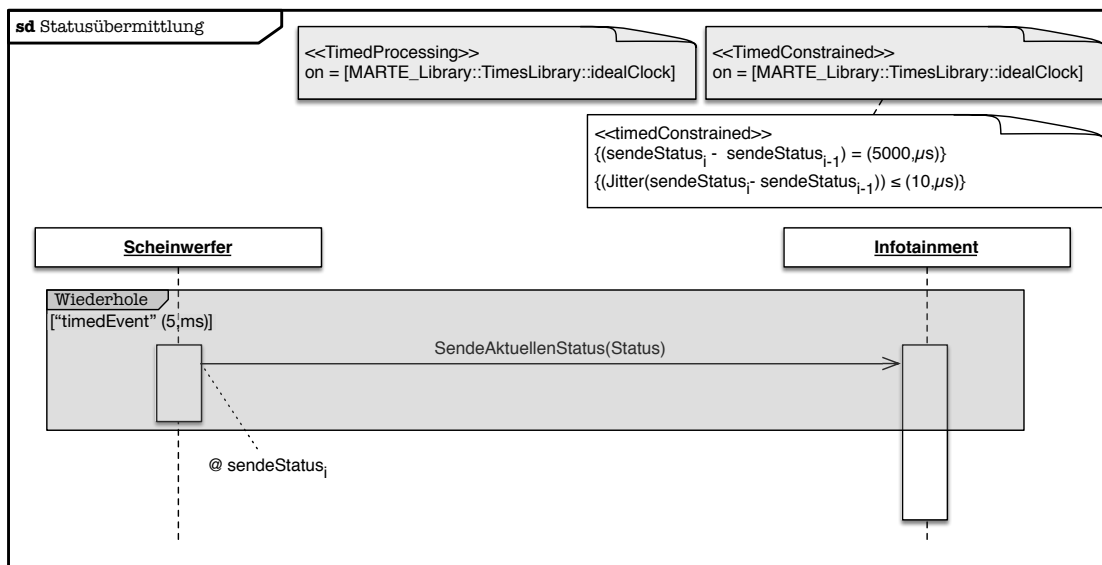 sd Statusübermittlung
<<TimedProcessing>>
on = [MARTE_Library::TimesLibrary::idealClock]
<<TimedConstrained>>
on = [MARTE_Library::TimesLibrary::idealClock]
<<timedConstrained>>
{(sendeStatusi - sendeStatusi-1) = (5000,µs)}
{(Jitter(sendeStatusi- sendeStatusi-1)) ≤ (10,µs)}
Scheinwerfer
Infotainment
Wiederhole
[“timedEvent” (5,ms)]
SendeAktuellenStatus(Status)
@ sendeStatusi